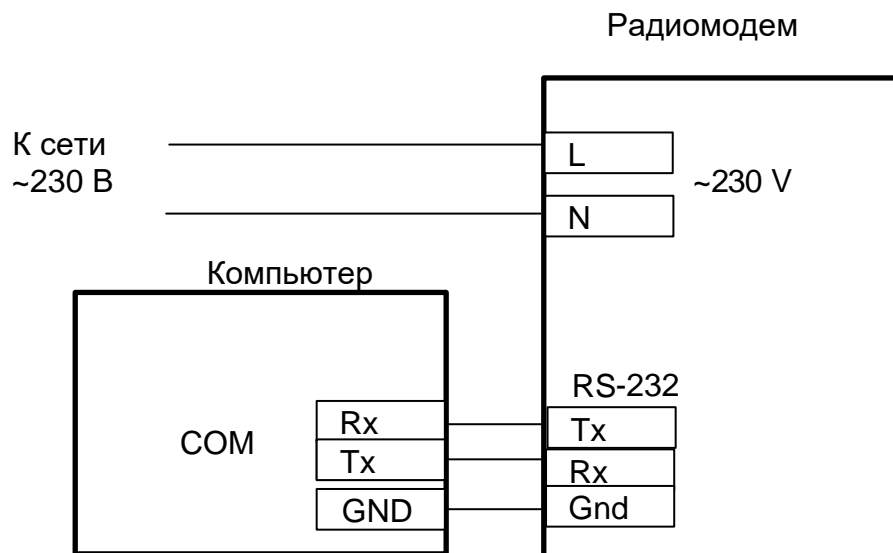 Радиомодем
К сети
~230 В
L
~230 V
N
Компьютер
RS-232
COM
Rx
Tx
Tx
Rx
GND
Gnd